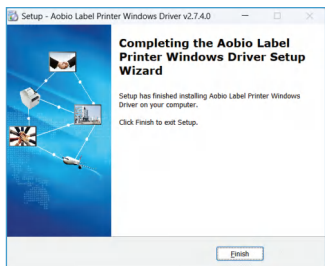 Setup - Aobio Label Printer Windows Driver v2.7.4.0
Completing the Aobio Label
Printer Windows Driver Setup
Wizard
Setup has finished installing Aobio Label Printer Windows
Driver on your computer.
Click Finish to exit Setup.
Finish